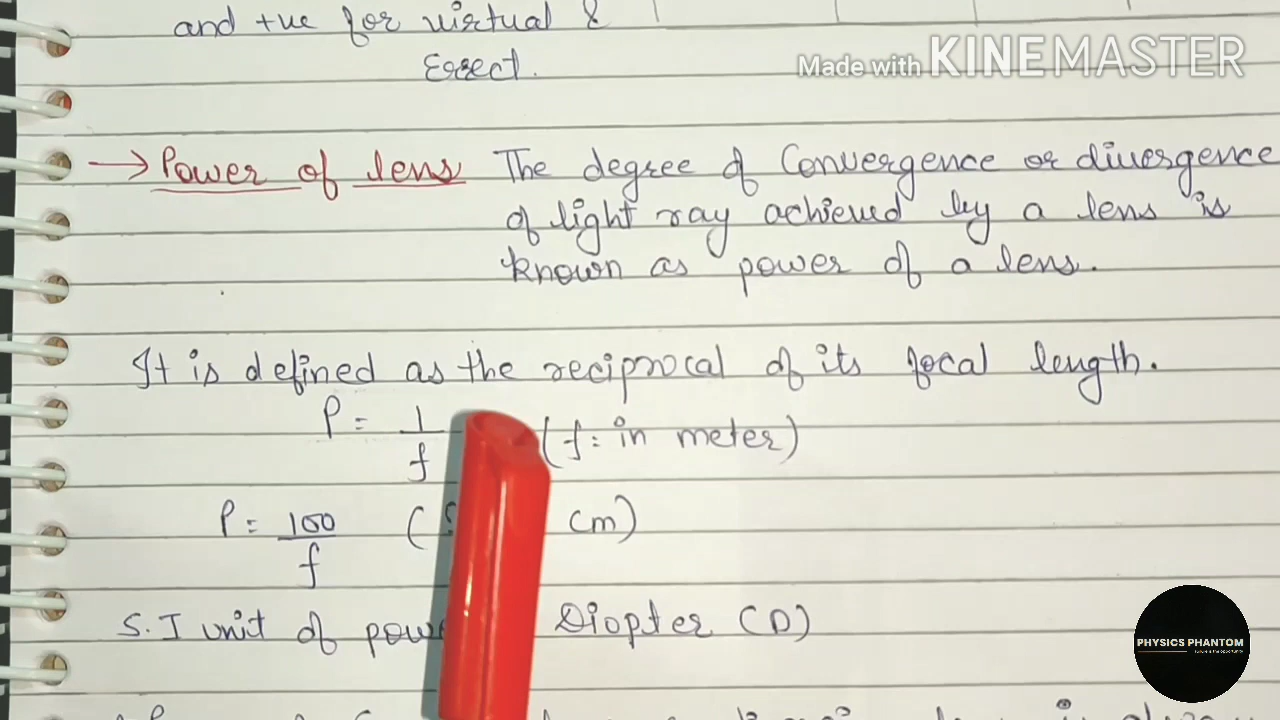 and +ve for virtual &
Erect.
Made with KINEMASTER
→ Power of lens The degree of Convergence or divergence
of light ray achieved by a lens is
known as power of a lens.
It is defined as the reciprocal of its focal length.
P = 1/f (f: in meter)
P = 100/f ( cm)
S.I unit of Diopter (D)
PHYSICS PHANTOM